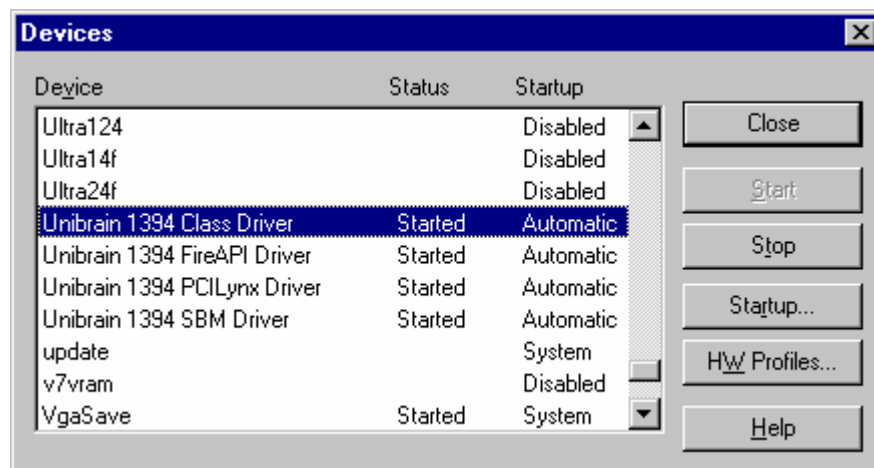 Devices
Device Status Startup
Ultra124 Disabled
Ultra14f Disabled
Ultra24f Disabled
Unibrain 1394 Class Driver Started Automatic
Unibrain 1394 FireAPI Driver Started Automatic
Unibrain 1394 PCILynx Driver Started Automatic
Unibrain 1394 SBM Driver Started Automatic
update System
v7vram Disabled
VgaSave Started System
Close
Start
Stop
Startup...
HW Profiles...
Help